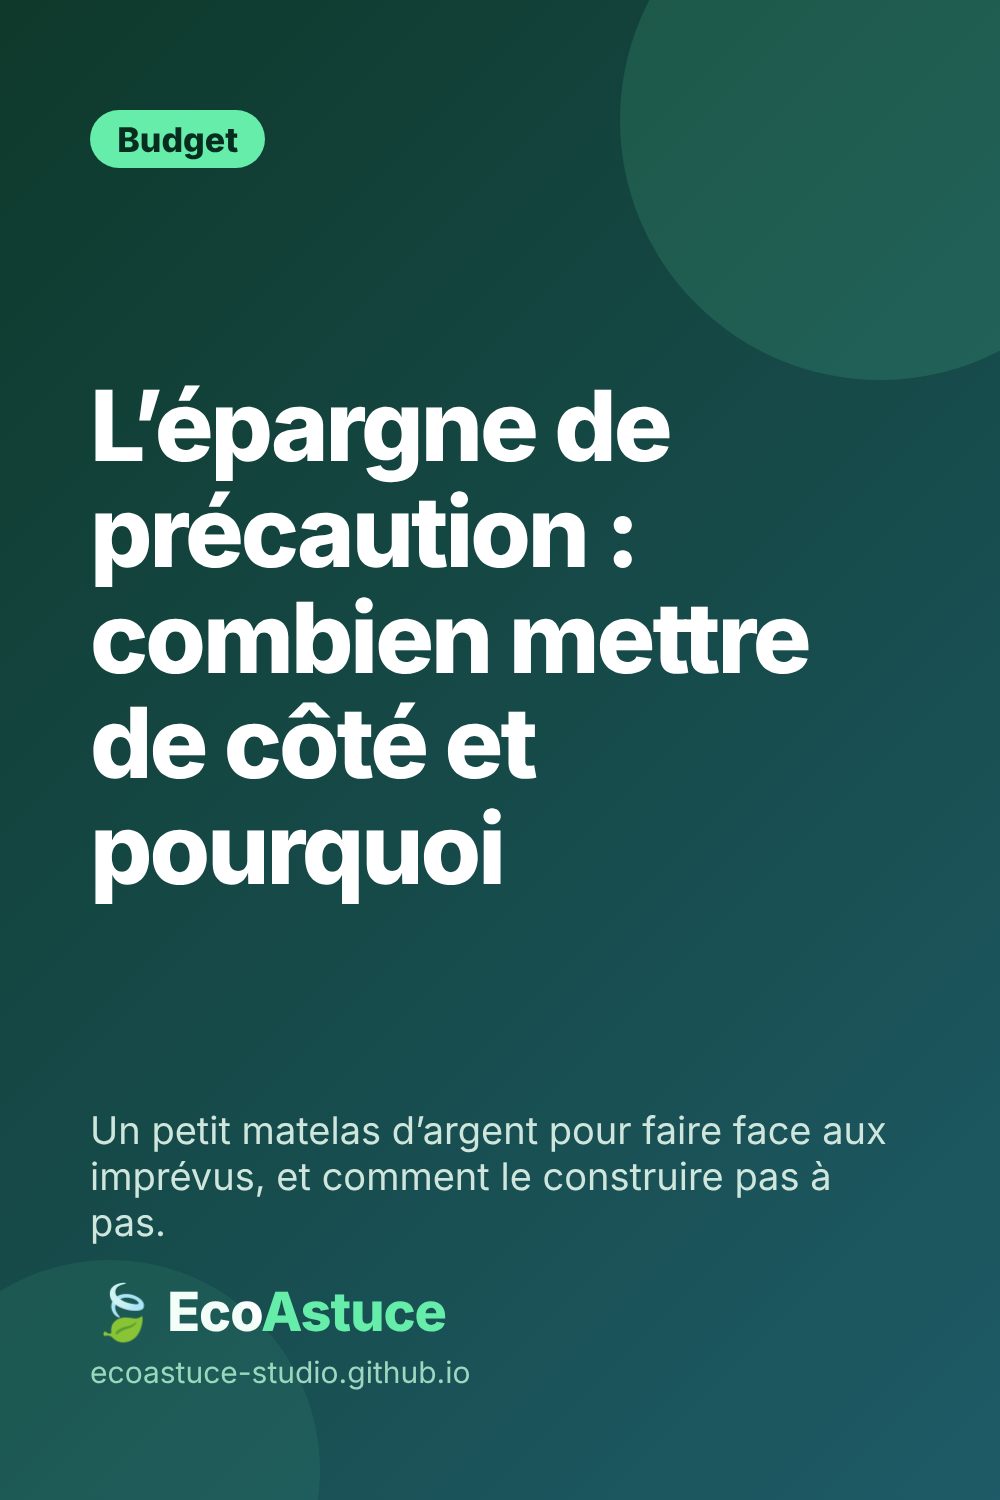 Budget
L’épargne de
précaution :
combien mettre
de côté et
pourquoi
Un petit matelas d’argent pour faire face aux
imprévus, et comment le construire pas à
pas.
EcoAstuce
ecoastuce-studio.github.io